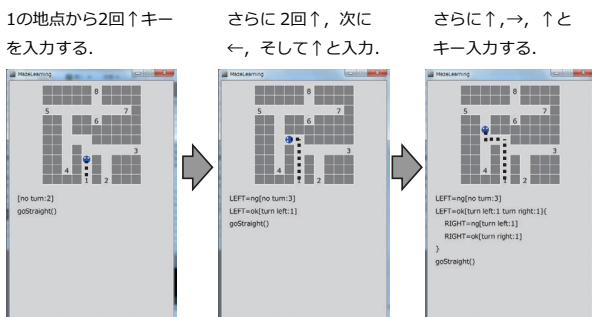 1の地点から2回↑キー
を入力する.
さらに 2回↑, 次に
←, そして↑と入力.
さらに↑,→, ↑と
キー入力する.
MazeLearning
8
5
7
6
3
4
1
2
[no turn:2]
goStraight()
MazeLearning
8
5
7
6
3
4
1
2
LEFT=ng[no turn:3]
LEFT=ok[turn left:1]
goStraight()
MazeLearning
8
5
7
6
3
4
1
2
LEFT=ng[no turn:3]
LEFT=ok[turn left:1 turn right:1]{
RIGHT=ng[turn left:1]
RIGHT=ok[turn right:1]
}
goStraight()